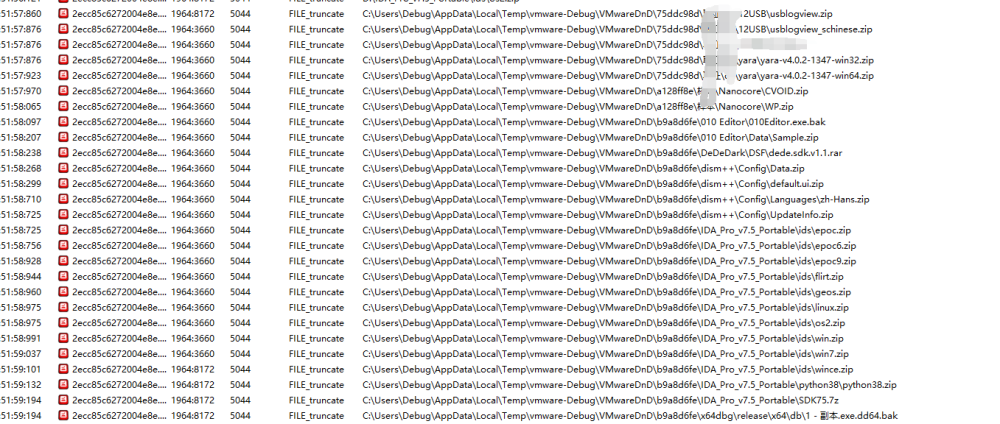 :51:57:860 2ecc85c6272004e8e.... 1964:8172 5044 FILE_truncate C:\Users\Debug\AppData\Local\Temp\vmware-Debug\VMwareDnD\75ddc98d\ 12USB\usblogview.zip
:51:57:876 2ecc85c6272004e8e.... 1964:3660 5044 FILE_truncate C:\Users\Debug\AppData\Local\Temp\vmware-Debug\VMwareDnD\75ddc98d\ 12USB\usblogview_schinese.zip
:51:57:876 2ecc85c6272004e8e.... 1964:3660 5044 FILE_truncate C:\Users\Debug\AppData\Local\Temp\vmware-Debug\VMwareDnD\75ddc98d\
:51:57:876 2ecc85c6272004e8e.... 1964:3660 5044 FILE_truncate C:\Users\Debug\AppData\Local\Temp\vmware-Debug\VMwareDnD\75ddc98d\ \yara\yara-v4.0.2-1347-win32.zip
:51:57:923 2ecc85c6272004e8e.... 1964:3660 5044 FILE_truncate C:\Users\Debug\AppData\Local\Temp\vmware-Debug\VMwareDnD\75ddc98d\ \yara\yara-v4.0.2-1347-win64.zip
:51:57:970 2ecc85c6272004e8e.... 1964:3660 5044 FILE_truncate C:\Users\Debug\AppData\Local\Temp\vmware-Debug\VMwareDnD\a128ff8e\ \Nanocore\CVOID.zip
:51:58:065 2ecc85c6272004e8e.... 1964:3660 5044 FILE_truncate C:\Users\Debug\AppData\Local\Temp\vmware-Debug\VMwareDnD\a128ff8e\ \Nanocore\WP.zip
:51:58:097 2ecc85c6272004e8e.... 1964:3660 5044 FILE_truncate C:\Users\Debug\AppData\Local\Temp\vmware-Debug\VMwareDnD\b9a8d6fe\010 Editor\010Editor.exe.bak
:51:58:207 2ecc85c6272004e8e.... 1964:3660 5044 FILE_truncate C:\Users\Debug\AppData\Local\Temp\vmware-Debug\VMwareDnD\b9a8d6fe\010 Editor\Data\Sample.zip
:51:58:238 2ecc85c6272004e8e.... 1964:3660 5044 FILE_truncate C:\Users\Debug\AppData\Local\Temp\vmware-Debug\VMwareDnD\b9a8d6fe\DeDeDark\DSF\dede.sdk.v1.1.rar
:51:58:268 2ecc85c6272004e8e.... 1964:3660 5044 FILE_truncate C:\Users\Debug\AppData\Local\Temp\vmware-Debug\VMwareDnD\b9a8d6fe\dism++\Config\Data.zip
:51:58:299 2ecc85c6272004e8e.... 1964:3660 5044 FILE_truncate C:\Users\Debug\AppData\Local\Temp\vmware-Debug\VMwareDnD\b9a8d6fe\dism++\Config\default.ui.zip
:51:58:710 2ecc85c6272004e8e.... 1964:3660 5044 FILE_truncate C:\Users\Debug\AppData\Local\Temp\vmware-Debug\VMwareDnD\b9a8d6fe\dism++\Config\Languages\zh-Hans.zip
:51:58:725 2ecc85c6272004e8e.... 1964:3660 5044 FILE_truncate C:\Users\Debug\AppData\Local\Temp\vmware-Debug\VMwareDnD\b9a8d6fe\dism++\Config\UpdateInfo.zip
:51:58:725 2ecc85c6272004e8e.... 1964:3660 5044 FILE_truncate C:\Users\Debug\AppData\Local\Temp\vmware-Debug\VMwareDnD\b9a8d6fe\IDA_Pro_v7.5_Portable\ids\epoc.zip
:51:58:756 2ecc85c6272004e8e.... 1964:3660 5044 FILE_truncate C:\Users\Debug\AppData\Local\Temp\vmware-Debug\VMwareDnD\b9a8d6fe\IDA_Pro_v7.5_Portable\ids\epoc6.zip
:51:58:928 2ecc85c6272004e8e.... 1964:3660 5044 FILE_truncate C:\Users\Debug\AppData\Local\Temp\vmware-Debug\VMwareDnD\b9a8d6fe\IDA_Pro_v7.5_Portable\ids\epoc9.zip
:51:58:944 2ecc85c6272004e8e.... 1964:3660 5044 FILE_truncate C:\Users\Debug\AppData\Local\Temp\vmware-Debug\VMwareDnD\b9a8d6fe\IDA_Pro_v7.5_Portable\ids\flirt.zip
:51:58:960 2ecc85c6272004e8e.... 1964:3660 5044 FILE_truncate C:\Users\Debug\AppData\Local\Temp\vmware-Debug\VMwareDnD\b9a8d6fe\IDA_Pro_v7.5_Portable\ids\geos.zip
:51:58:975 2ecc85c6272004e8e.... 1964:3660 5044 FILE_truncate C:\Users\Debug\AppData\Local\Temp\vmware-Debug\VMwareDnD\b9a8d6fe\IDA_Pro_v7.5_Portable\ids\linux.zip
:51:58:975 2ecc85c6272004e8e.... 1964:3660 5044 FILE_truncate C:\Users\Debug\AppData\Local\Temp\vmware-Debug\VMwareDnD\b9a8d6fe\IDA_Pro_v7.5_Portable\ids\os2.zip
:51:58:991 2ecc85c6272004e8e.... 1964:3660 5044 FILE_truncate C:\Users\Debug\AppData\Local\Temp\vmware-Debug\VMwareDnD\b9a8d6fe\IDA_Pro_v7.5_Portable\ids\win.zip
:51:59:037 2ecc85c6272004e8e.... 1964:3660 5044 FILE_truncate C:\Users\Debug\AppData\Local\Temp\vmware-Debug\VMwareDnD\b9a8d6fe\IDA_Pro_v7.5_Portable\ids\win7.zip
:51:59:101 2ecc85c6272004e8e.... 1964:8172 5044 FILE_truncate C:\Users\Debug\AppData\Local\Temp\vmware-Debug\VMwareDnD\b9a8d6fe\IDA_Pro_v7.5_Portable\ids\wince.zip
:51:59:132 2ecc85c6272004e8e.... 1964:8172 5044 FILE_truncate C:\Users\Debug\AppData\Local\Temp\vmware-Debug\VMwareDnD\b9a8d6fe\IDA_Pro_v7.5_Portable\python38\python38.zip
:51:59:194 2ecc85c6272004e8e.... 1964:8172 5044 FILE_truncate C:\Users\Debug\AppData\Local\Temp\vmware-Debug\VMwareDnD\b9a8d6fe\IDA_Pro_v7.5_Portable\SDK75.7z
:51:59:194 2ecc85c6272004e8e.... 1964:8172 5044 FILE_truncate C:\Users\Debug\AppData\Local\Temp\vmware-Debug\VMwareDnD\b9a8d6fe\x64dbg\release\x64\db\1 - 副本.exe.dd64.bak